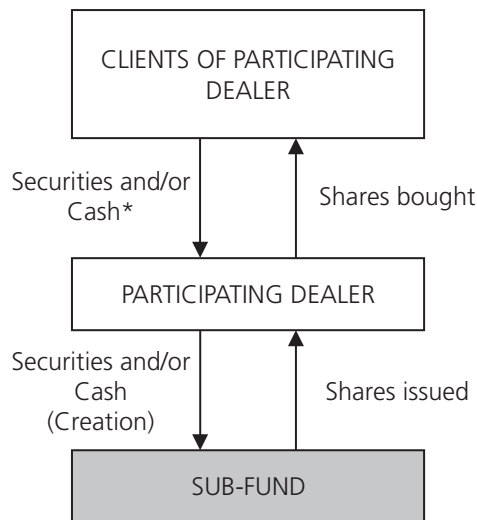 CLIENTS OF PARTICIPATING
DEALER
Securities and/or
Cash*
Shares bought
PARTICIPATING DEALER
Securities and/or
Cash
(Creation)
Shares issued
SUB-FUND